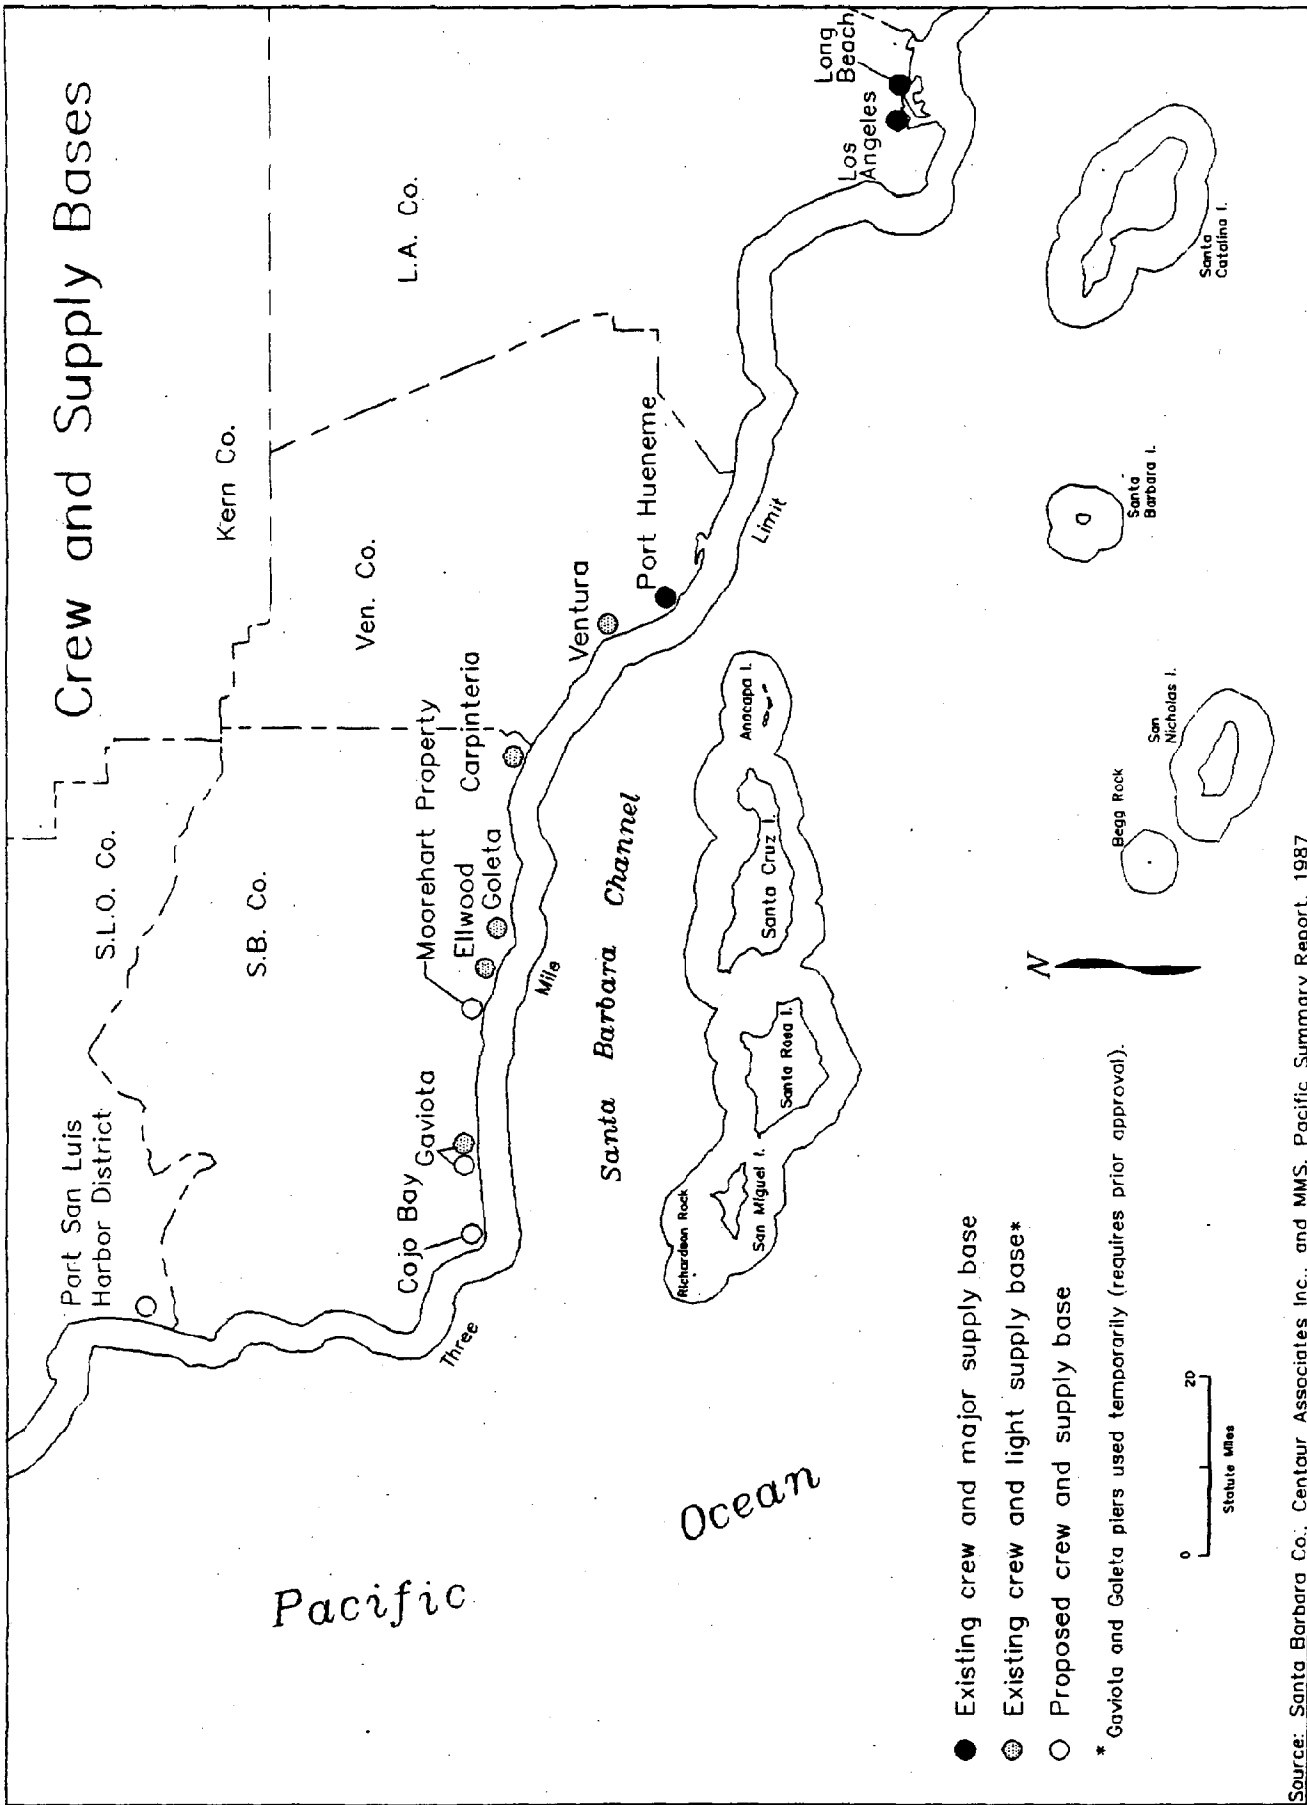 Crew and Supply Bases
Kern Co.
S.L.O. Co.
L.A. Co.
Ven. Co.
S.B. Co.
Port San Luis
Harbor District
Cojo Bay
Gaviota
Moorehart Property
Ellwood
Goleta
Carpinteria
Ventura
Port Hueneme
Los
Angeles
Long
Beach
Three
Mile
Limit
Santa Barbara Channel
Pacific
Ocean
Richardson Rock
San Miguel I.
Santa Rosa I.
Santa Cruz I.
Anacapa I.
Begg Rock
San
Nicholas I.
Santa
Barbara I.
Santa
Catalina I.
N
Existing crew and major supply base
Existing crew and light supply base*
Proposed crew and supply base
* Gaviota and Goleta piers used temporarily (requires prior approval).
0 20
Statute Miles
Source: Santa Barbara Co., Centaur Associates Inc., and MMS, Pacific Summary Report, 1987